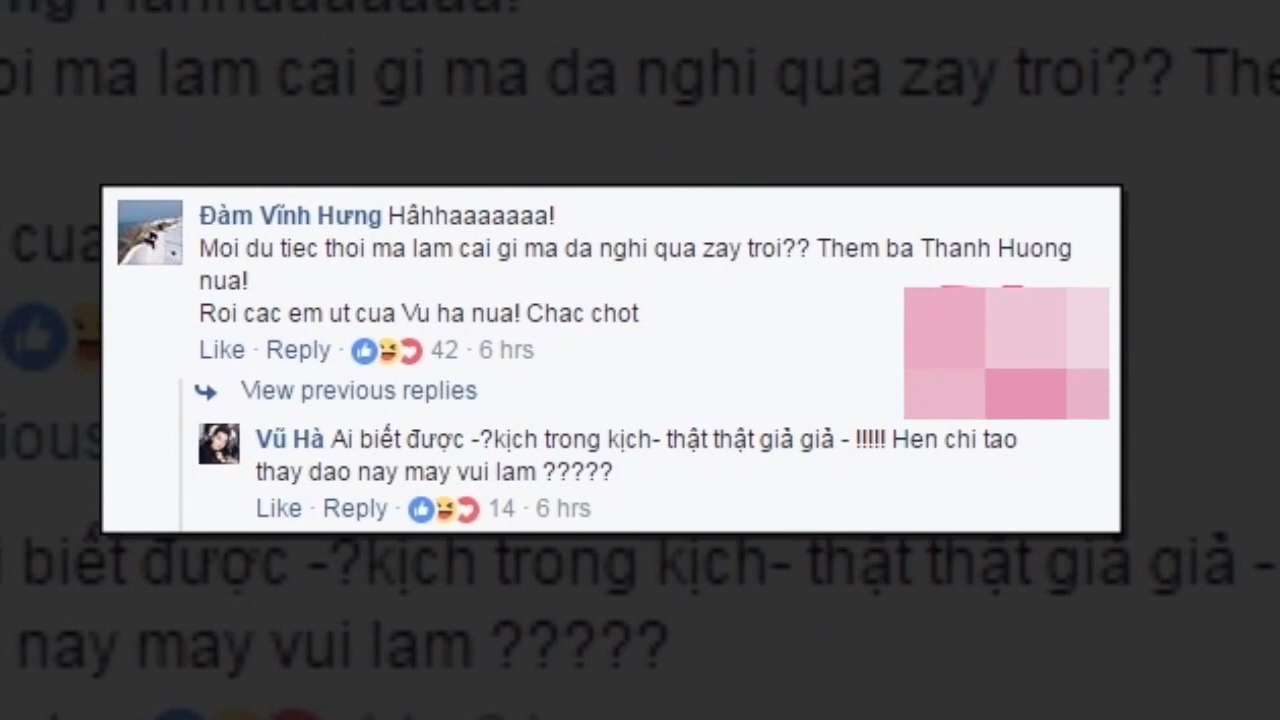 oi ma lam cai gi ma da nghi qua zay troi?? The
cua
Đàm Vĩnh Hưng Hâhhaaaaaaa!
Moi du tiec thoi ma lam cai gi ma da nghi qua zay troi?? Them ba Thanh Huong
nua!
Roi cac em ut cua Vu ha nua! Chac chot
Like · Reply · 42 · 6 hrs
View previous replies
ious
Vũ Hà Ai biết được -?kịch trong kịch- thật thật giả giả - !!!!! Hen chi tao
thay dao nay may vui lam ?????
Like · Reply · 14 · 6 hrs
i biết được -?kịch trong kịch- thật thật giả giả -
nay may vui lam ?????